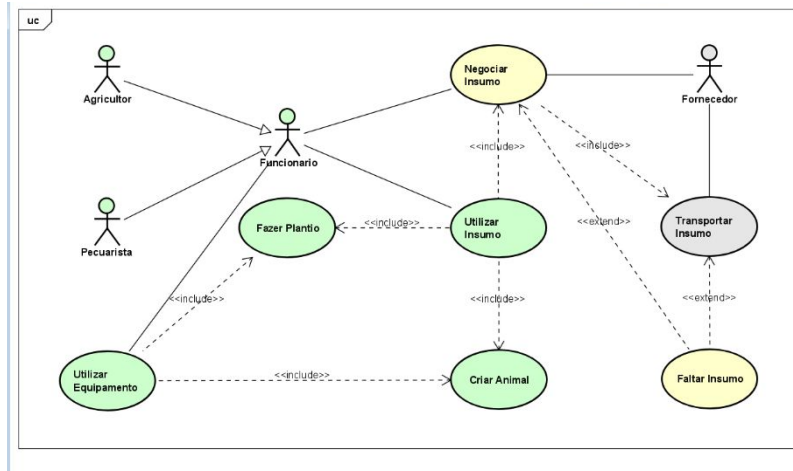 uc
Agricultor
Funcionario
Pecuarista
Negociar
Insumo
Fornecedor
<<include>>
<<include>>
Fazer Plantio
<<include>>
Utilizar
Insumo
<<extend>>
Transportar
Insumo
<<include>>
<<include>>
<<extend>>
Utilizar
Equipamento
<<include>>
Criar Animal
Faltar Insumo